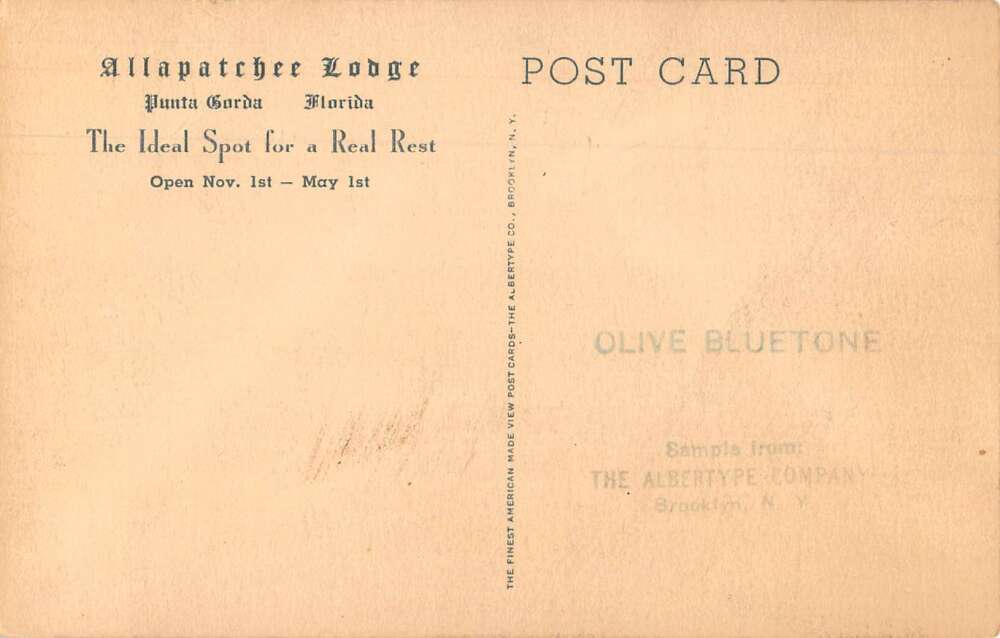 Allapatchee Lodge
Punta Gorda Florida
The Ideal Spot for a Real Rest
Open Nov. 1st — May 1st
POST CARD
THE FINEST AMERICAN MADE VIEW POST CARDS—THE ALBERTYPE CO., BROOKLYN, N. Y.
OLIVE BLUETONE
Sample from:
THE ALBERTYPE COMPANY
Brooklyn, N. Y.